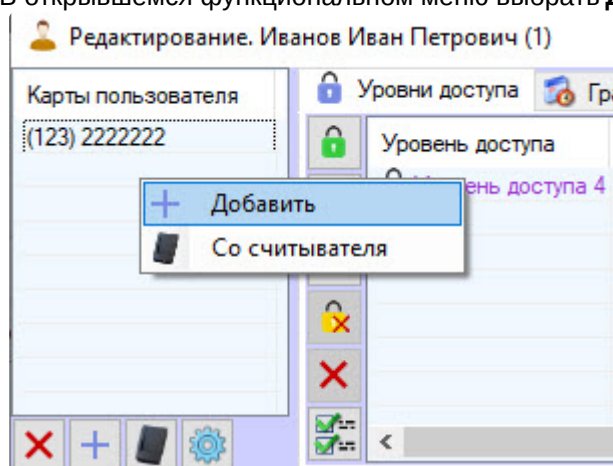 В открывшемся функциональном меню выбрать
Редактирование. Иванов Иван Петрович (1)
Карты пользователя
Уровни доступа
(123) 2222222
Уровень доступа
доступа 4
Добавить
Со считывателя